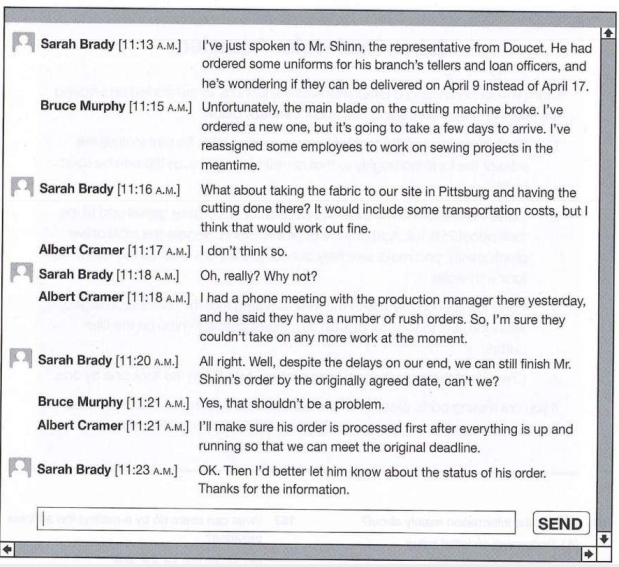 Sarah Brady [11:13 A.M.] I've just spoken to Mr. Shinn, the representative from Doucet. He had
ordered some uniforms for his branch's tellers and loan officers, and
he's wondering if they can be delivered on April 9 instead of April 17.
Bruce Murphy [11:15 A.M.] Unfortunately, the main blade on the cutting machine broke. I've
ordered a new one, but it's going to take a few days to arrive. I've
reassigned some employees to work on sewing projects in the
meantime.
Sarah Brady [11:16 A.M.] What about taking the fabric to our site in Pittsburg and having the
cutting done there? It would include some transportation costs, but I
think that would work out fine.
Albert Cramer [11:17 A.M.] I don't think so.
Sarah Brady [11:18 A.M.] Oh, really? Why not?
Albert Cramer [11:18 A.M.] I had a phone meeting with the production manager there yesterday,
and he said they have a number of rush orders. So, I'm sure they
couldn't take on any more work at the moment.
Sarah Brady [11:20 A.M.] All right. Well, despite the delays on our end, we can still finish Mr.
Shinn's order by the originally agreed date, can't we?
Bruce Murphy [11:21 A.M.] Yes, that shouldn't be a problem.
Albert Cramer [11:21 A.M.] I'll make sure his order is processed first after everything is up and
running so that we can meet the original deadline.
Sarah Brady [11:23 A.M.] OK. Then I'd better let him know about the status of his order.
Thanks for the information.
SEND